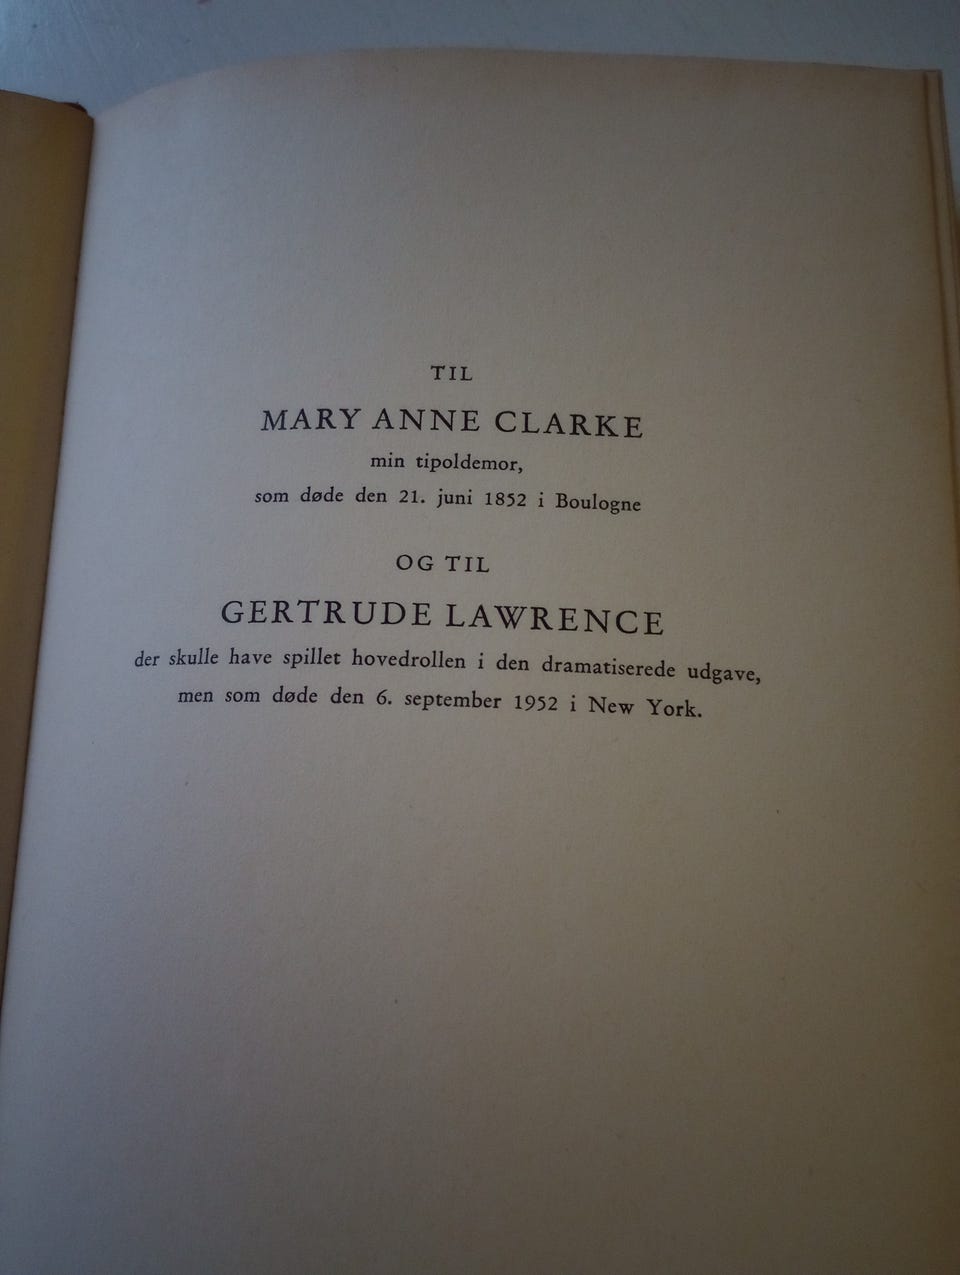 TIL
MARY ANNE CLARKE
min tipoldemor,
som døde den 21. juni 1852 i Boulogne
OG TIL
GERTRUDE LAWRENCE
der skulle have spillet hovedrollen i den dramatiserede udgave,
men som døde den 6. september 1952 i New York.